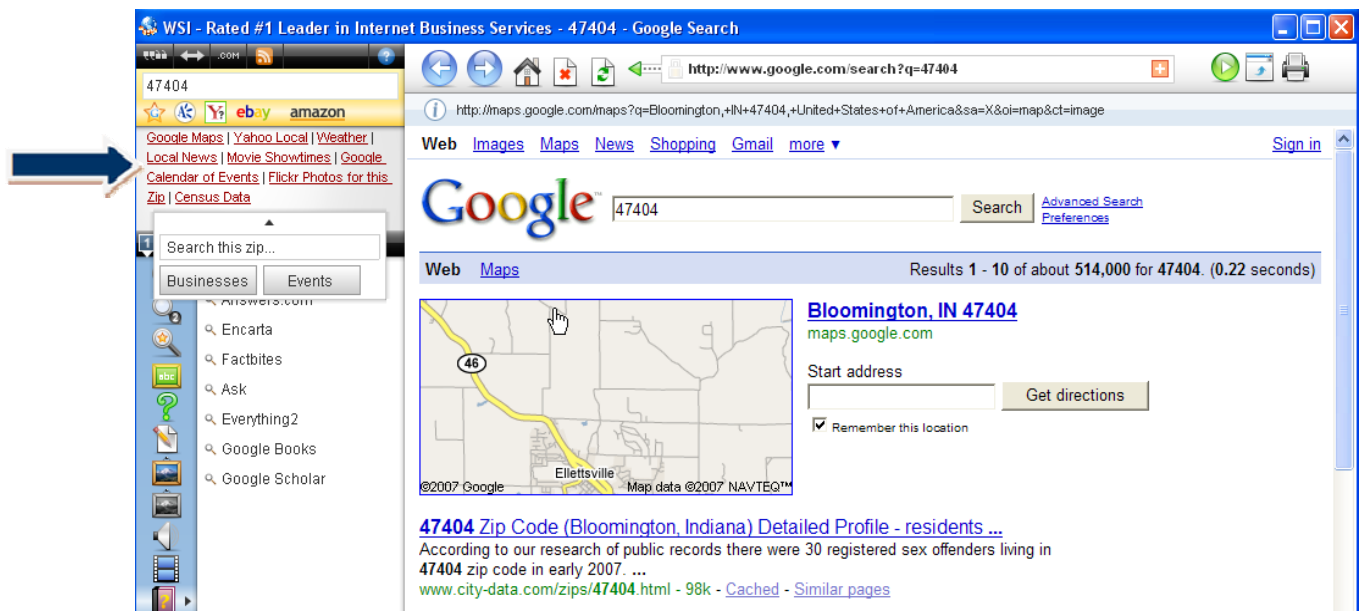 WSI - Rated #1 Leader in Internet Business Services - 47404 - Google Search
.COM
?
47404
ebay amazon
Google Maps | Yahoo Local | Weather |
Local News | Movie Showtimes | Google
Calendar of Events | Flickr Photos for this
Zip | Census Data
1
Search this zip...
Businesses Events
Answers.com
Encarta
Factbites
Ask
Everything2
Google Books
Google Scholar
2
abc
?
http://www.google.com/search?q=47404
http://maps.google.com/maps?q=Bloomington,+IN+47404,+United+States+of+America&sa=X&oi=map&ct=image
Web Images Maps News Shopping Gmail more ▼ Sign in
Google™ 47404 Search Advanced Search
Preferences
Web Maps Results 1 - 10 of about 514,000 for 47404. (0.22 seconds)
46
Ellettsville
©2007 Google Map data ©2007 NAVTEQ™
Bloomington, IN 47404
maps.google.com
Start address
Get directions
Remember this location
47404 Zip Code (Bloomington, Indiana) Detailed Profile - residents ...
According to our research of public records there were 30 registered sex offenders living in
47404 zip code in early 2007. ...
www.city-data.com/zips/47404.html - 98k - Cached - Similar pages